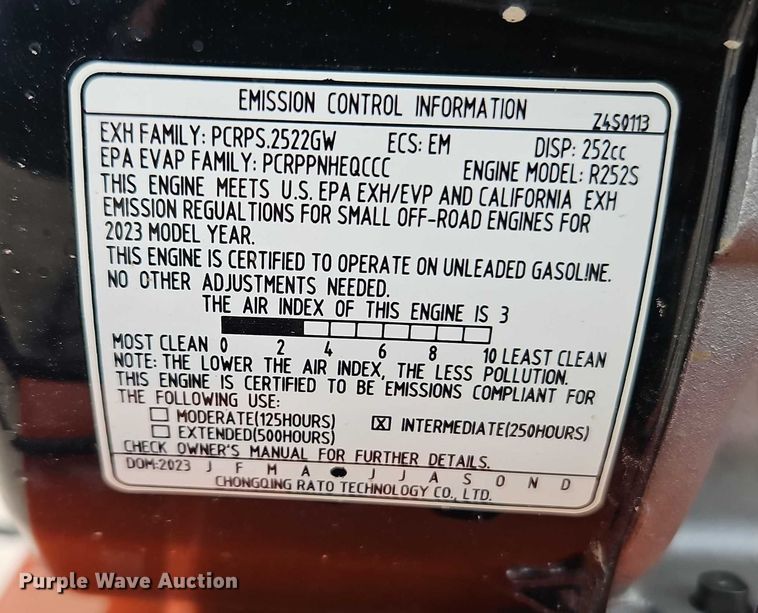 EMISSION CONTROL INFORMATION
Z4S0113
EXH FAMILY: PCRPS.2522GW ECS: EM DISP: 252cc
EPA EVAP FAMILY: PCRPPNHEQCCC ENGINE MODEL: R252S
THIS ENGINE MEETS U.S. EPA EXH/EVP AND CALIFORNIA EXH
EMISSION REGUALTIONS FOR SMALL OFF-ROAD ENGINES FOR
2023 MODEL YEAR.
THIS ENGINE IS CERTIFIED TO OPERATE ON UNLEADED GASOLINE.
NO OTHER ADJUSTMENTS NEEDED.
THE AIR INDEX OF THIS ENGINE IS 3
MOST CLEAN 0 2 4 6 8 10 LEAST CLEAN
NOTE: THE LOWER THE AIR INDEX, THE LESS POLLUTION.
THIS ENGINE IS CERTIFIED TO BE EMISSIONS COMPLIANT FOR
THE FOLLOWING USE:
☐ MODERATE(125HOURS) ☒ INTERMEDIATE(250HOURS)
☐ EXTENDED(500HOURS)
CHECK OWNER'S MANUAL FOR FURTHER DETAILS.
DOM:2023 J F M A ● J J A S O N D
CHONGQING RATO TECHNOLOGY CO., LTD.
Purple Wave Auction